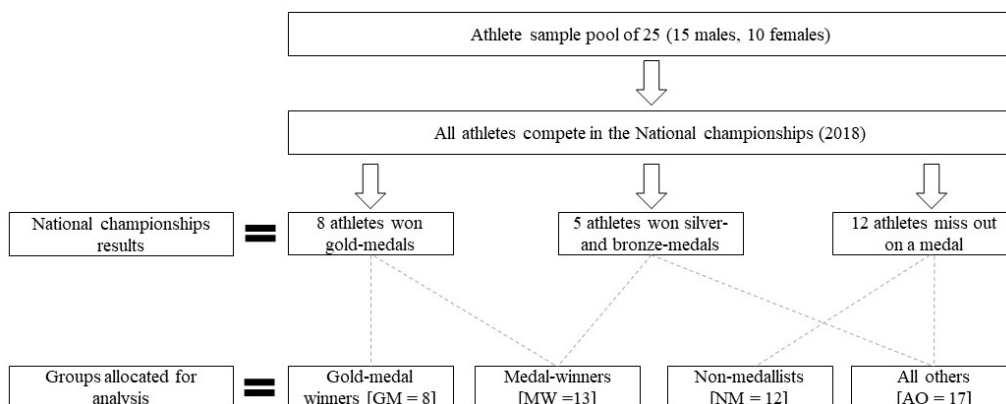 Athlete sample pool of 25 (15 males, 10 females)
All athletes compete in the National championships (2018)
National championships
results
=
8 athletes won
gold-medals
5 athletes won silver-
and bronze-medals
12 athletes miss out
on a medal
Groups allocated for
analysis
=
Gold-medal
winners [GM = 8]
Medal-winners
[MW =13]
Non-medallists
[NM = 12]
All others
[AO = 17]